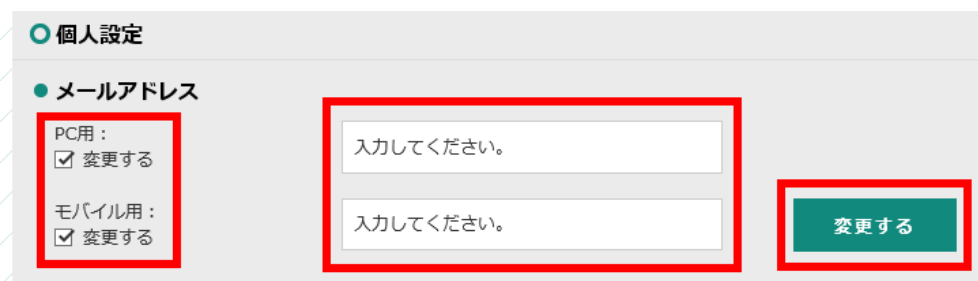 個人設定
メールアドレス
PC用：
変更する
入力してください。
モバイル用：
変更する
入力してください。
変更する